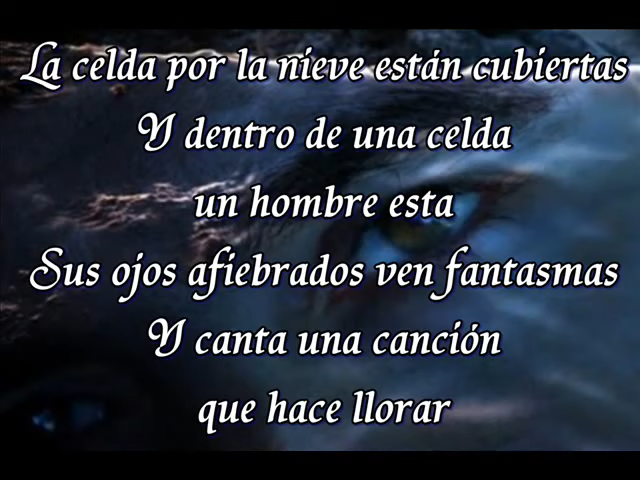 La celda por la nieve están cubiertas
Y dentro de una celda
un hombre esta
Sus ojos afiebrados ven fantasmas
Y canta una canción
que hace llorar